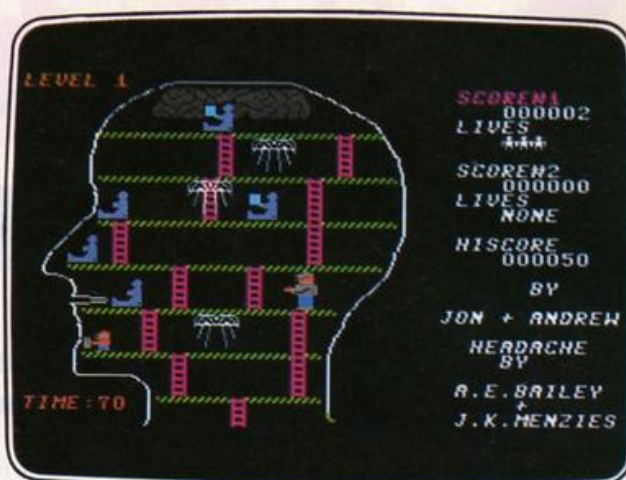 LEVEL 1
TIME:70
SCORE#1
000002
LIVES
***
SCORE#2
000000
LIVES
NONE
HISCORE
000050
BY
JON + ANDREW
HEADACHE
BY
A.E.BAILEY
+
J.K.MENZIES